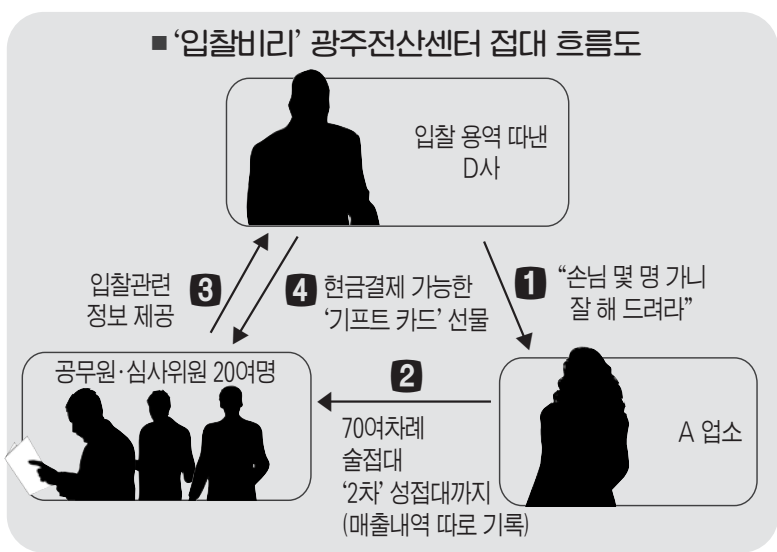 ■ ‘입찰비리’ 광주전산센터 접대 흐름도
입찰 용역 따낸
D사
입찰관련
정보 제공
3
4
현금결제 가능한
‘기프트 카드’ 선물
1
“손님 몇 명 가니
잘 해 드려라”
공무원·심사위원 20여명
2
70여차례
술접대
‘2차’ 성접대까지
(매출내역 따로 기록)
A 업소